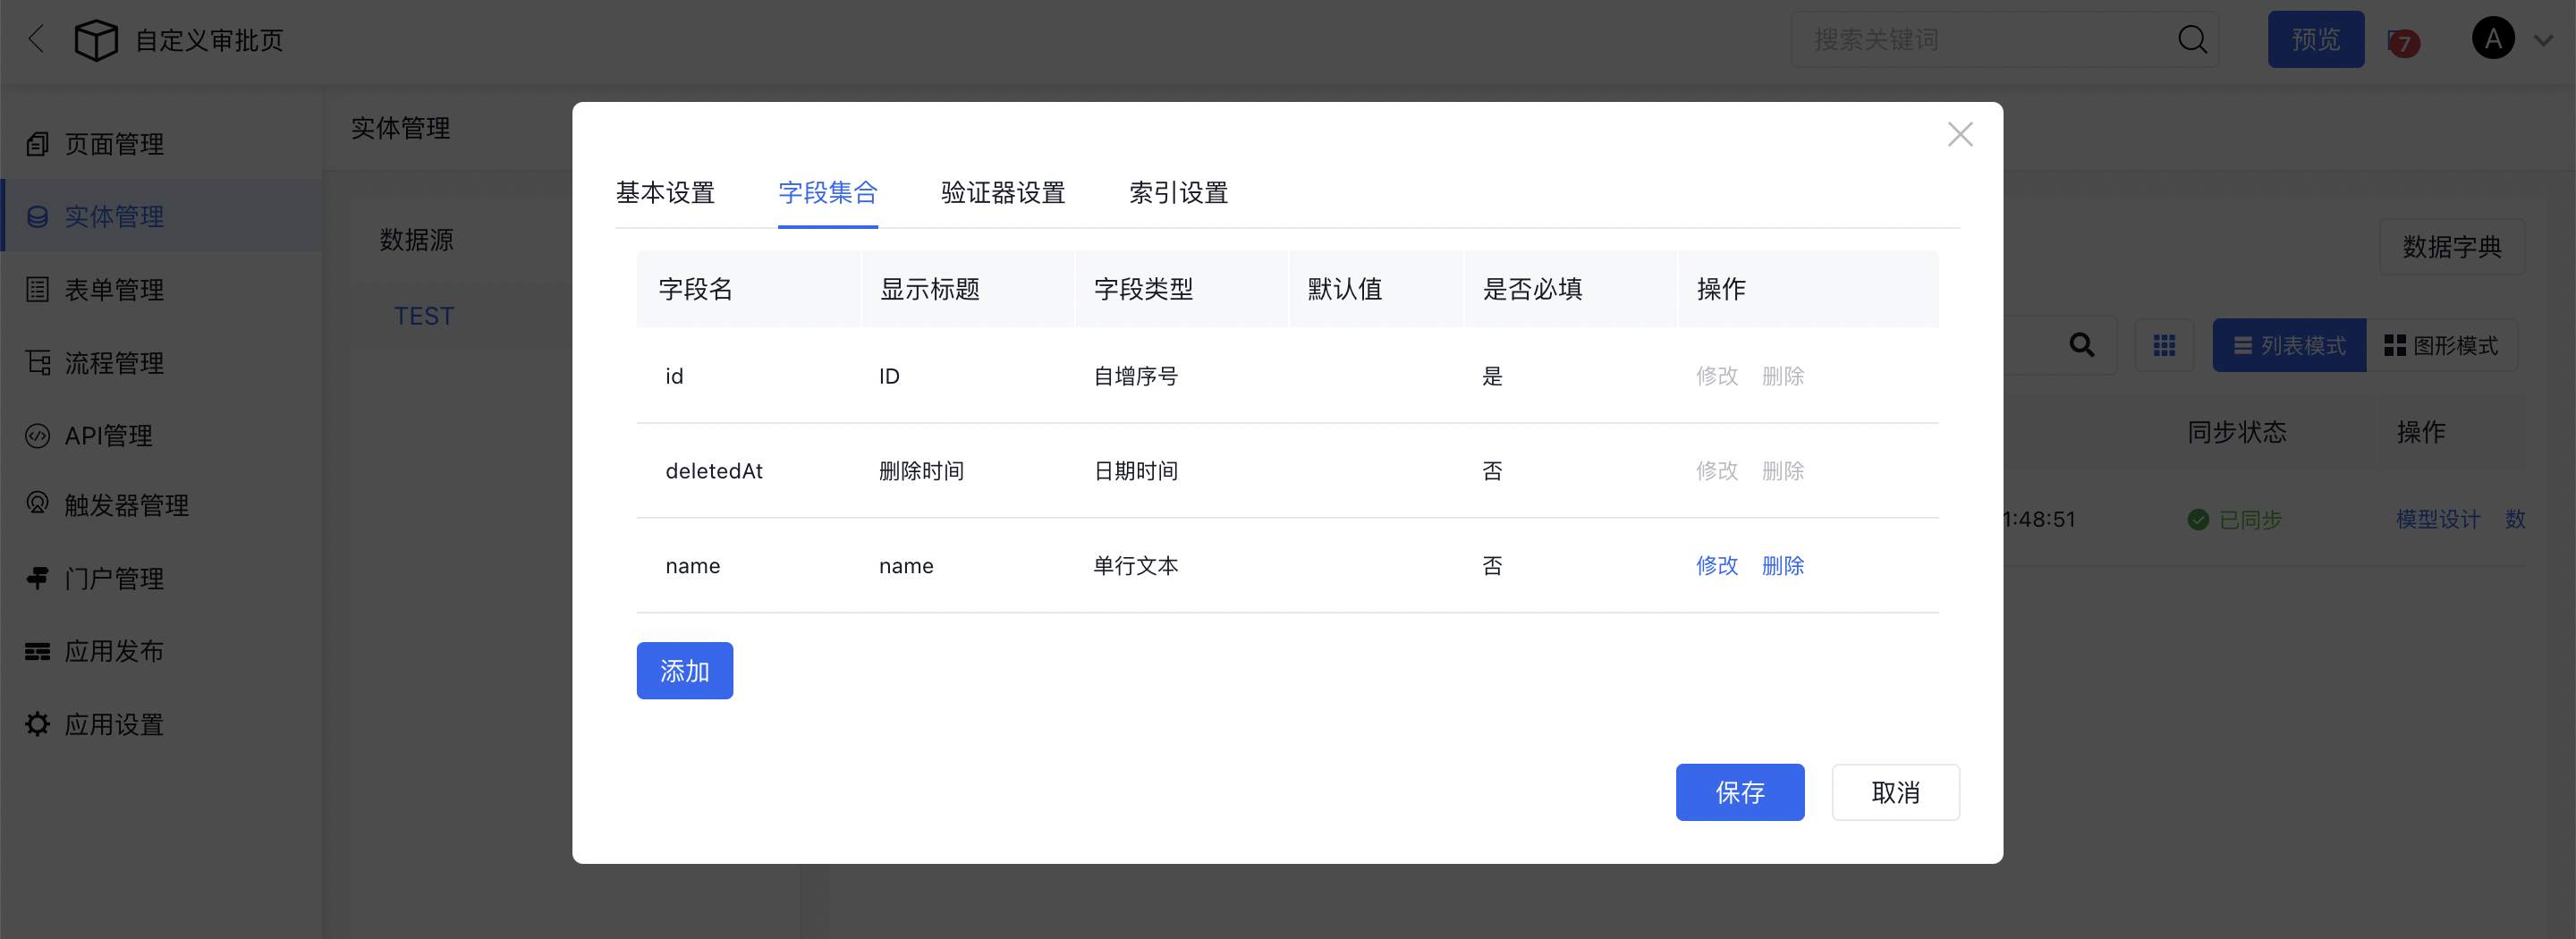 自定义审批页
搜索关键词
预览
7
A
页面管理
实体管理
表单管理
流程管理
API管理
触发器管理
门户管理
应用发布
应用设置
实体管理
数据源
TEST
数据字典
列表模式
图形模式
同步状态 操作
1:48:51 已同步 模型设计 数
基本设置 字段集合 验证器设置 索引设置
字段名 显示标题 字段类型 默认值 是否必填 操作
id ID 自增序号 是 修改 删除
deletedAt 删除时间 日期时间 否 修改 删除
name name 单行文本 否 修改 删除
添加
保存 取消